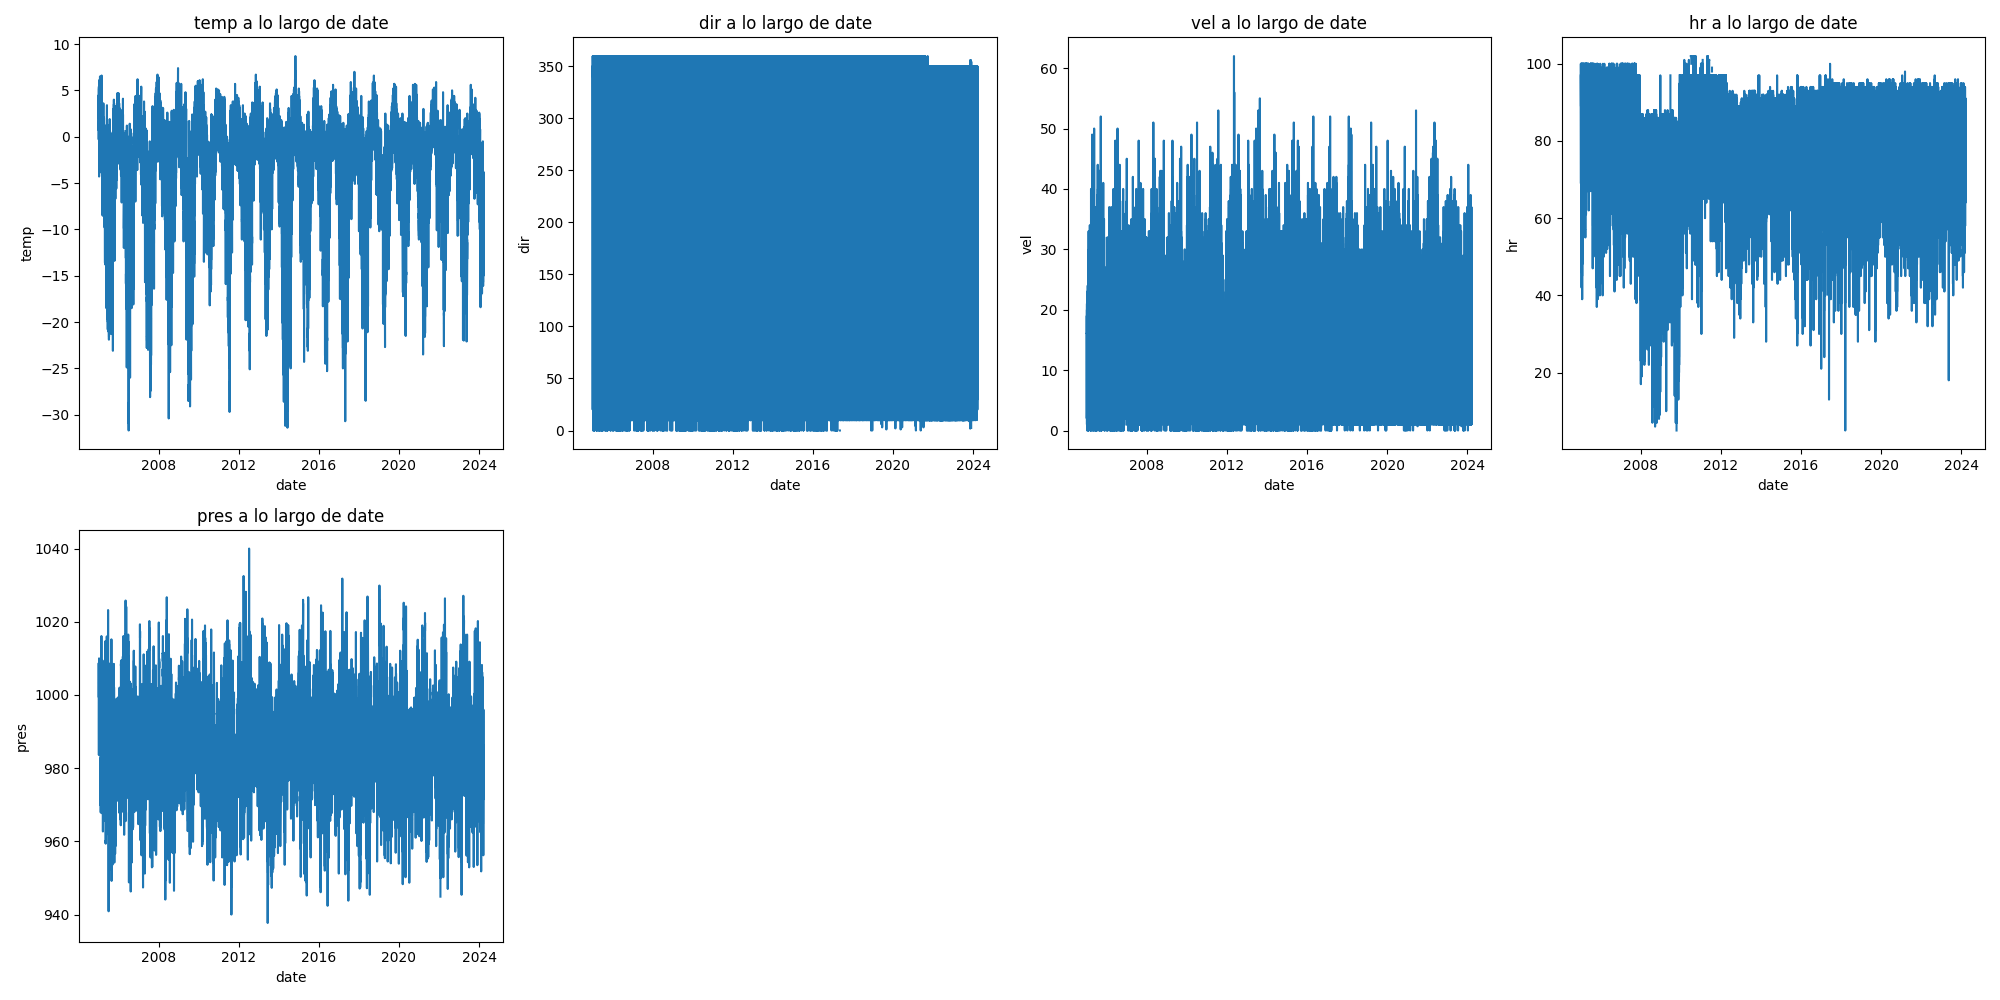 temp a lo largo de date
10
5
0
−5
−10
−15
−20
−25
−30
temp
2008 2012 2016 2020 2024
date
dir a lo largo de date
350
300
250
200
150
100
50
0
dir
2008 2012 2016 2020 2024
date
vel a lo largo de date
60
50
40
30
20
10
0
vel
2008 2012 2016 2020 2024
date
hr a lo largo de date
100
80
60
40
20
hr
2008 2012 2016 2020 2024
date
pres a lo largo de date
1040
1020
1000
980
960
940
pres
2008 2012 2016 2020 2024
date